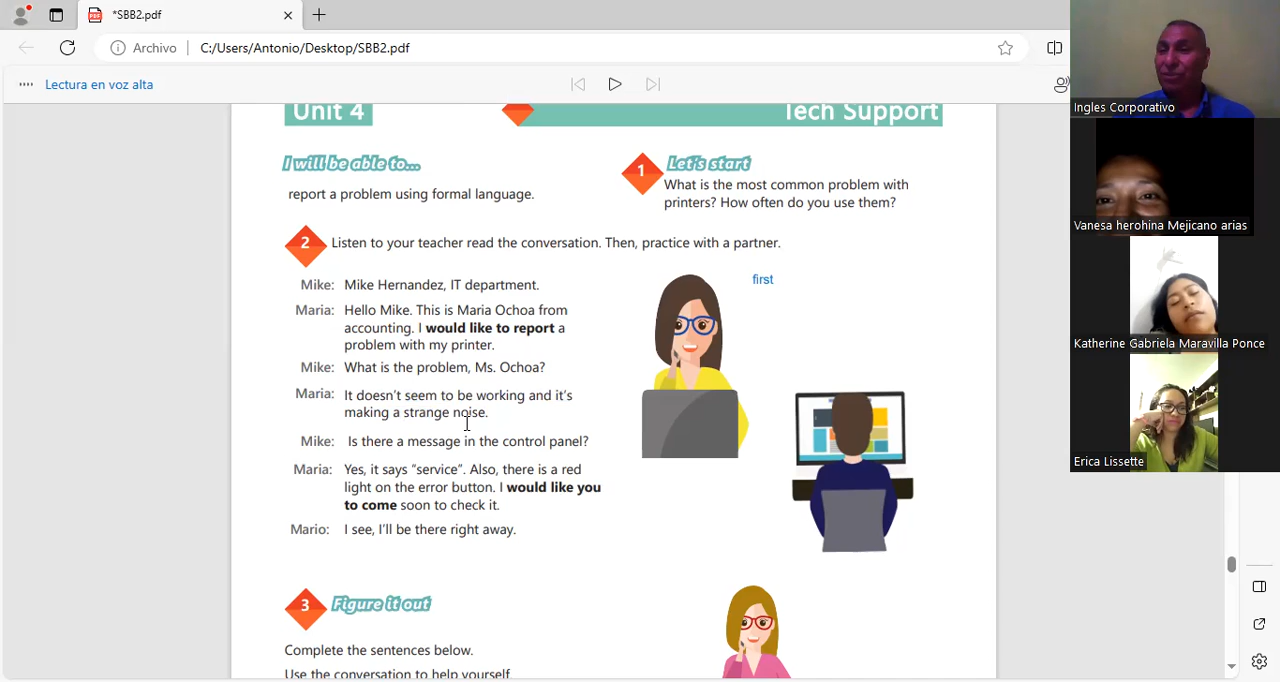 *SBB2.pdf
Archivo
C:/Users/Antonio/Desktop/SBB2.pdf
Lectura en voz alta
Unit 4
Tech Support
I will be able to...
report a problem using formal language.
1
Let's start
What is the most common problem with
printers? How often do you use them?
2
Listen to your teacher read the conversation. Then, practice with a partner.
Mike: Mike Hernandez, IT department.
Maria: Hello Mike. This is Maria Ochoa from
accounting. I would like to report a
problem with my printer.
Mike: What is the problem, Ms. Ochoa?
Maria: It doesn't seem to be working and it's
making a strange noise.
Mike: Is there a message in the control panel?
Maria: Yes, it says "service". Also, there is a red
light on the error button. I would like you
to come soon to check it.
Mario: I see, I'll be there right away.
first
3
Figure it out
Complete the sentences below.
Use the conversation to help yourself.
Ingles Corporativo
Vanesa herohina Mejicano arias
Katherine Gabriela Maravilla Ponce
Erica Lissette